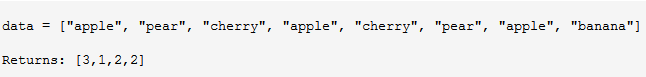 data = ["apple", "pear", "cherry", "apple", "cherry", "pear", "apple", "banana"]
Returns: [3,1,2,2]